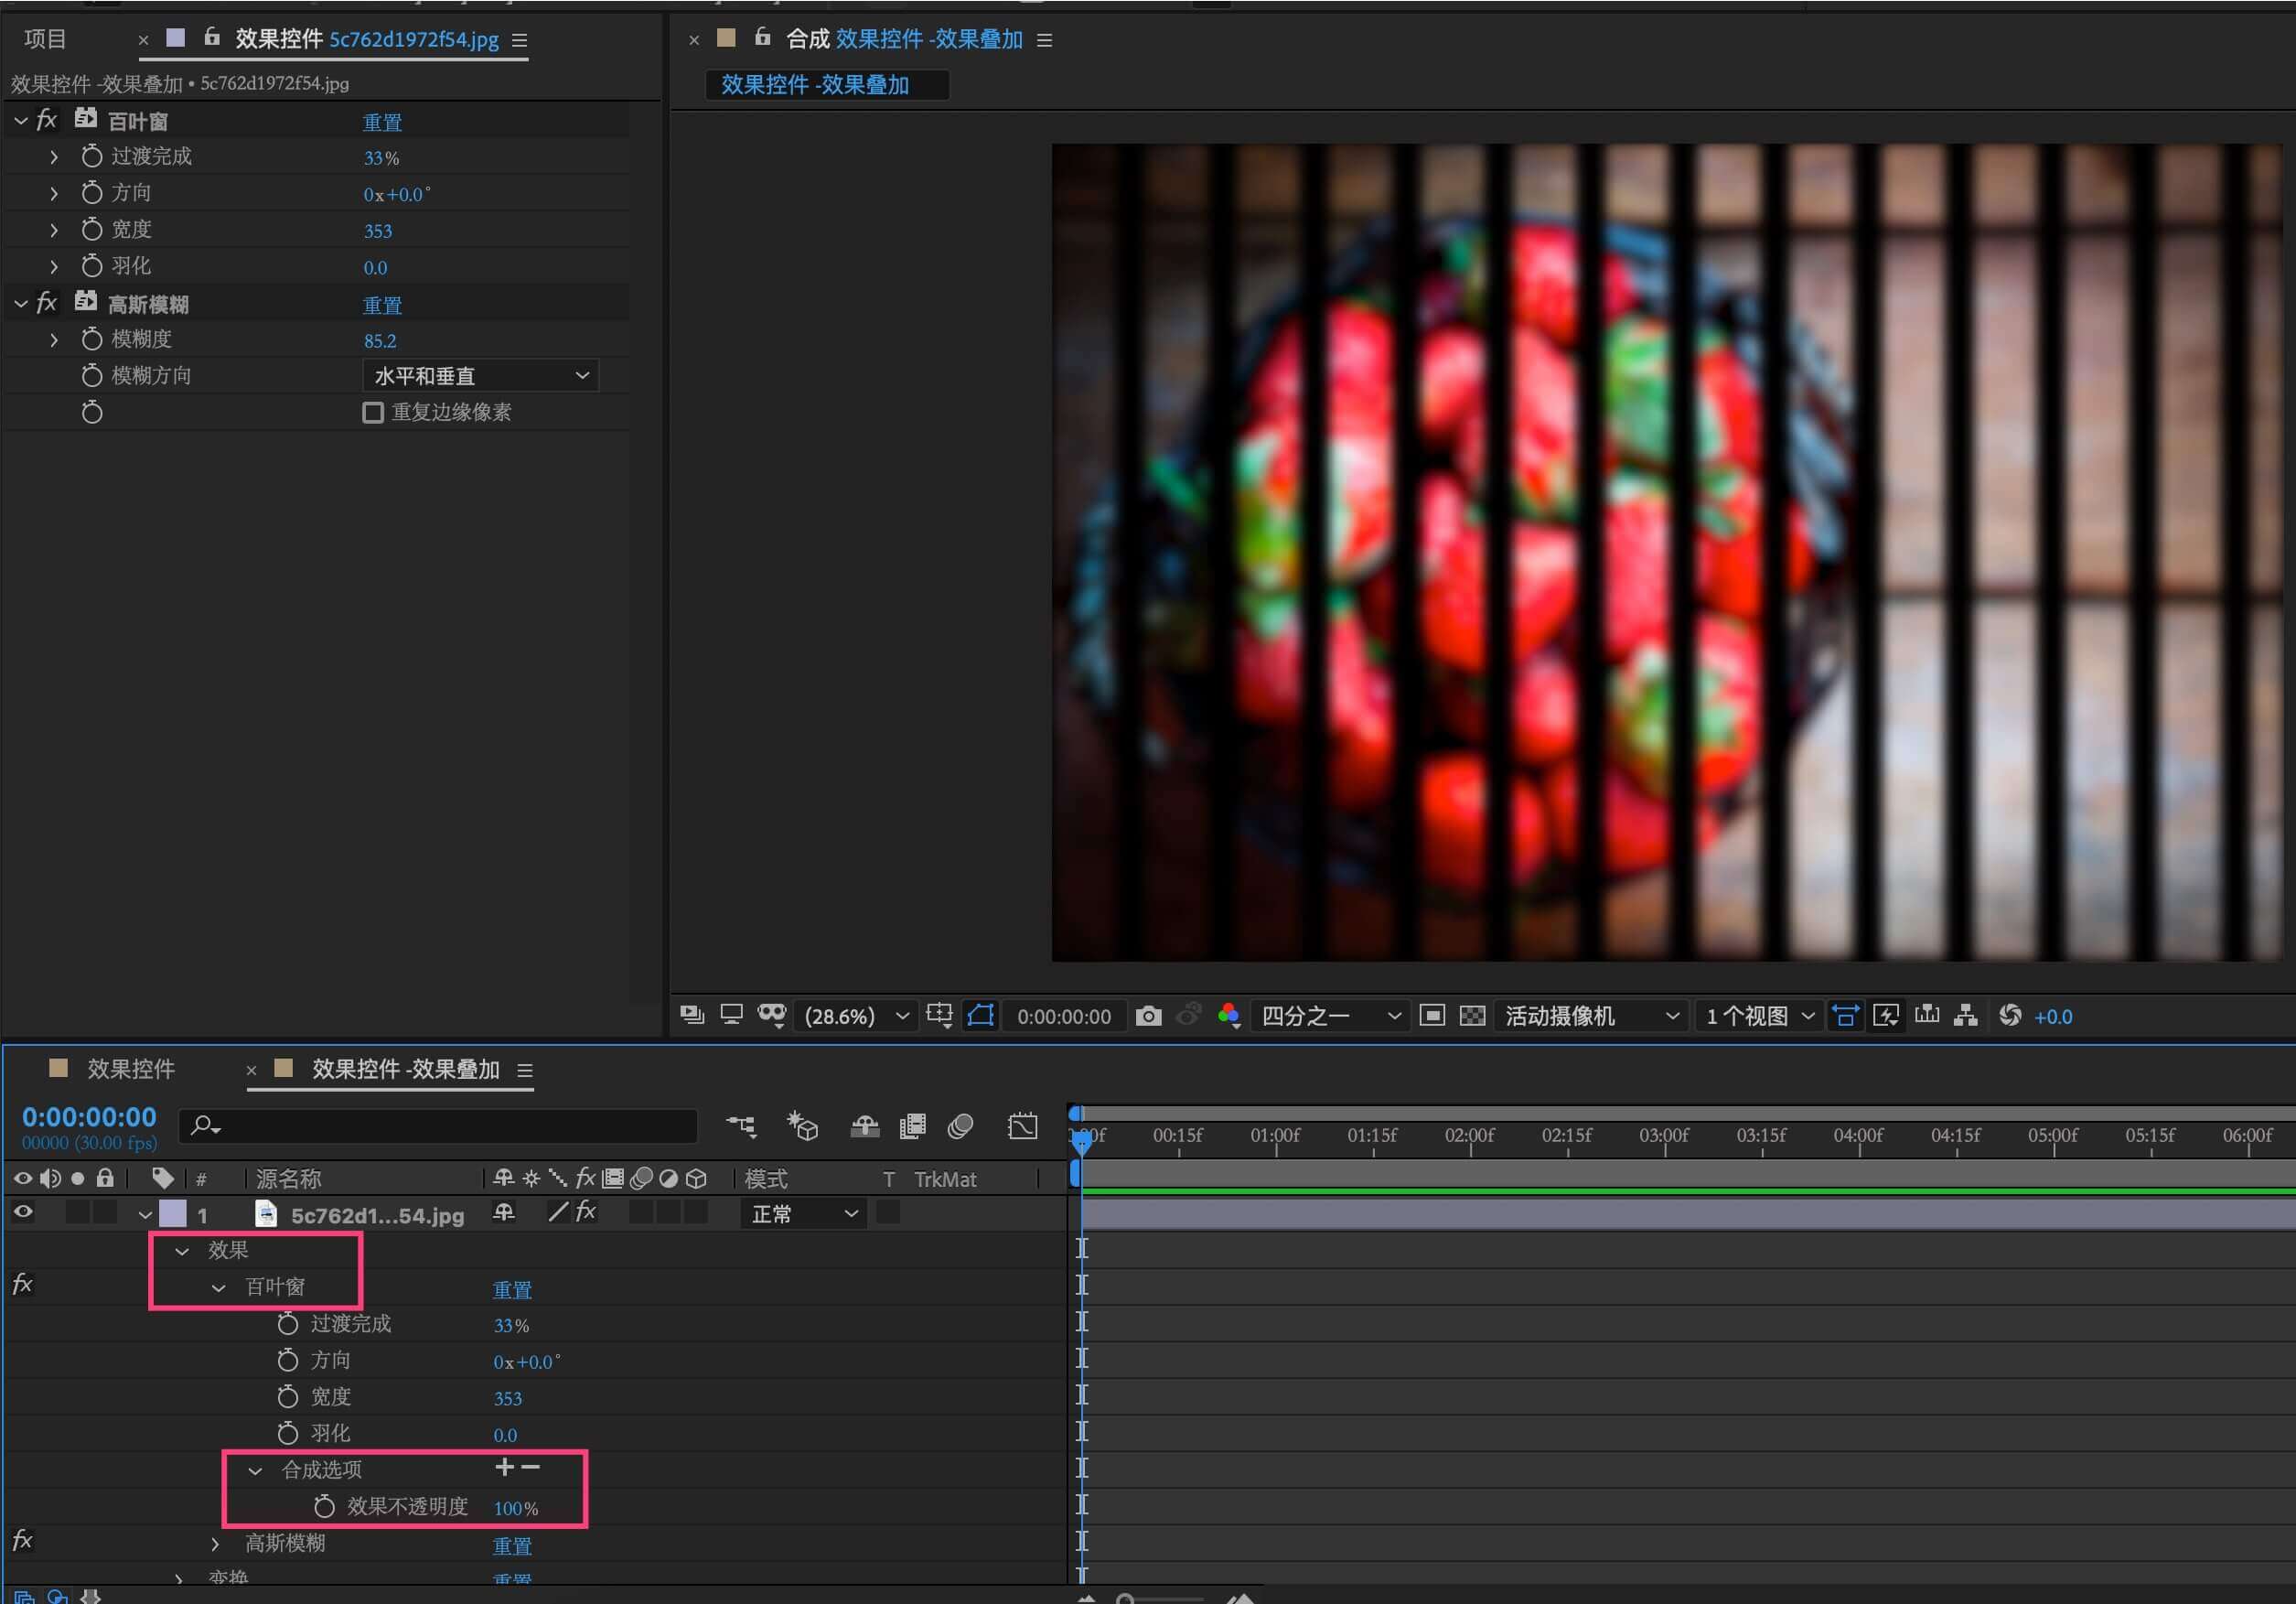 项目
× 效果控件 5c762d1972f54.jpg ≡
效果控件 -效果叠加 • 5c762d1972f54.jpg
fx 百叶窗 重置
过渡完成 33%
方向 0x+0.0°
宽度 353
羽化 0.0
fx 高斯模糊 重置
模糊度 85.2
模糊方向 水平和垂直
重复边缘像素
× 合成 效果控件 -效果叠加 ≡
效果控件 -效果叠加
(28.6%) 0:00:00:00 四分之一 活动摄像机 1 个视图 +0.0
效果控件
× 效果控件 -效果叠加 ≡
0:00:00:00
00000 (30.00 fps)
00:15f 01:00f 01:15f 02:00f 02:15f 03:00f 03:15f 04:00f 04:15f 05:00f 05:15f 06:00f
# 源名称 fx 模式 T TrkMat
1 5c762d1...54.jpg fx 正常
效果
fx 百叶窗 重置
过渡完成 33%
方向 0x+0.0°
宽度 353
羽化 0.0
合成选项 + −
效果不透明度 100%
fx 高斯模糊 重置
变换 重置